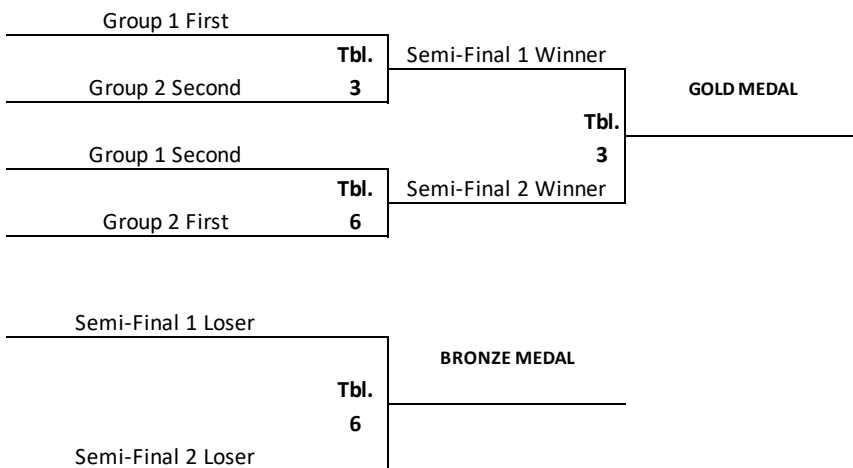 Group 1 First
Tbl. Semi-Final 1 Winner
Group 2 Second 3 GOLD MEDAL
Tbl.
Group 1 Second 3
Tbl. Semi-Final 2 Winner
Group 2 First 6
Semi-Final 1 Loser
BRONZE MEDAL
Tbl.
6
Semi-Final 2 Loser